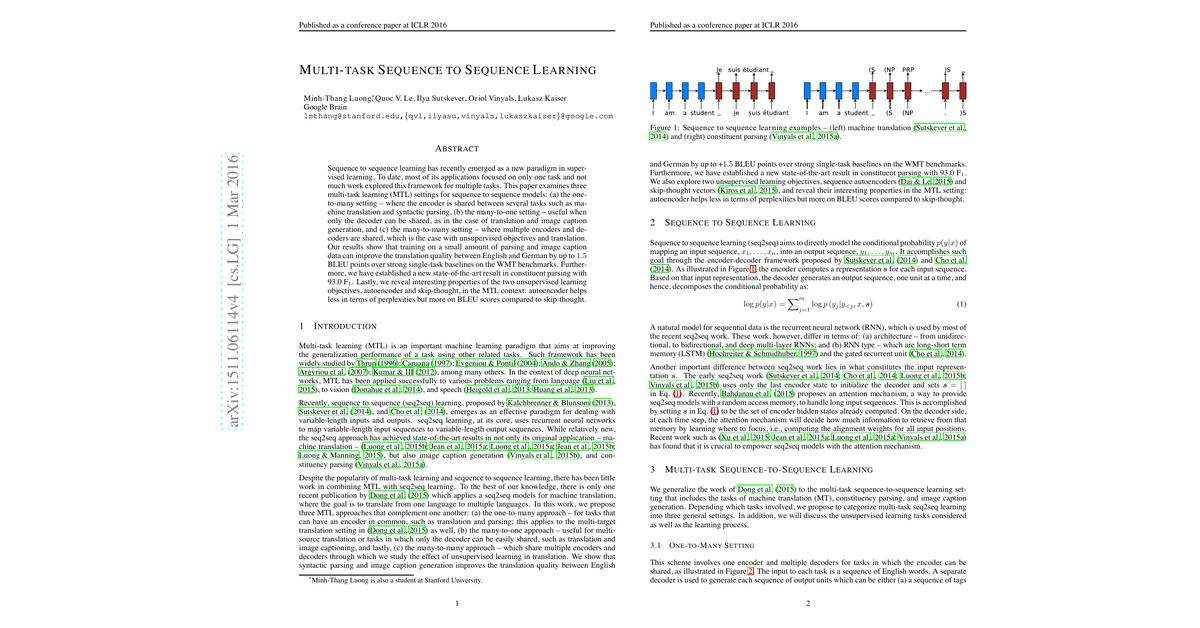 Published as a conference paper at ICLR 2016
MULTI-TASK SEQUENCE TO SEQUENCE LEARNING
Minh-Thang Luong*, Quoc V. Le, Ilya Sutskever, Oriol Vinyals, Lukasz Kaiser
Google Brain
lmthang@stanford.edu,{qvl,ilyasu,vinyals,lukaszkaiser}@google.com
ABSTRACT
Sequence to sequence learning has recently emerged as a new paradigm in super-
vised learning. To date, most of its applications focused on only one task and not
much work explored this framework for multiple tasks. This paper examines three
multi-task learning (MTL) settings for sequence to sequence models: (a) the one-
to-many setting – where the encoder is shared between several tasks such as ma-
chine translation and syntactic parsing, (b) the many-to-one setting – useful when
only the decoder can be shared, as in the case of translation and image caption
generation, and (c) the many-to-many setting – where multiple encoders and de-
coders are shared, which is the case with unsupervised objectives and translation.
Our results show that training on a small amount of parsing and image caption
data can improve the translation quality between English and German by up to 1.5
BLEU points over strong single-task baselines on the WMT benchmarks. Further-
more, we have established a new state-of-the-art result in constituent parsing with
93.0 F1. Lastly, we reveal interesting properties of the two unsupervised learning
objectives, autoencoder and skip-thought, in the MTL context: autoencoder helps
less in terms of perplexities but more on BLEU scores compared to skip-thought.
1 INTRODUCTION
Multi-task learning (MTL) is an important machine learning paradigm that aims at improving
the generalization performance of a task using other related tasks. Such framework has been
widely studied by Thrun (1996); Caruana (1997); Evgeniou & Pontil (2004); Ando & Zhang (2005);
Argyriou et al. (2007); Kumar & III (2012), among many others. In the context of deep neural net-
works, MTL has been applied successfully to various problems ranging from language (Liu et al.,
2015), to vision (Donahue et al., 2014), and speech (Heigold et al., 2013; Huang et al., 2013).
Recently, sequence to sequence (seq2seq) learning, proposed by Kalchbrenner & Blunsom (2013),
Sutskever et al. (2014), and Cho et al. (2014), emerges as an effective paradigm for dealing with
variable-length inputs and outputs. seq2seq learning, at its core, uses recurrent neural networks
to map variable-length input sequences to variable-length output sequences. While relatively new,
the seq2seq approach has achieved state-of-the-art results in not only its original application – ma-
chine translation – (Luong et al., 2015b; Jean et al., 2015a; Luong et al., 2015a; Jean et al., 2015b;
Luong & Manning, 2015), but also image caption generation (Vinyals et al., 2015b), and con-
stituency parsing (Vinyals et al., 2015a).
Despite the popularity of multi-task learning and sequence to sequence learning, there has been little
work in combining MTL with seq2seq learning. To the best of our knowledge, there is only one
recent publication by Dong et al. (2015) which applies a seq2seq models for machine translation,
where the goal is to translate from one language to multiple languages. In this work, we propose
three MTL approaches that complement one another: (a) the one-to-many approach – for tasks that
can have an encoder in common, such as translation and parsing; this applies to the multi-target
translation setting in (Dong et al., 2015) as well, (b) the many-to-one approach – useful for multi-
source translation or tasks in which only the decoder can be easily shared, such as translation and
image captioning, and lastly, (c) the many-to-many approach – which share multiple encoders and
decoders through which we study the effect of unsupervised learning in translation. We show that
syntactic parsing and image caption generation improves the translation quality between English
*Minh-Thang Luong is also a student at Stanford University.
1
arXiv:1511.06114v4 [cs.LG] 1 Mar 2016
Published as a conference paper at ICLR 2016
Je suis étudiant _
I am a student _ Je suis étudiant
(S (NP PRP )S _
I am a student _ (S (NP . )S
...
Figure 1: Sequence to sequence learning examples – (left) machine translation (Sutskever et al.,
2014) and (right) constituent parsing (Vinyals et al., 2015a).
and German by up to +1.5 BLEU points over strong single-task baselines on the WMT benchmarks.
Furthermore, we have established a new state-of-the-art result in constituent parsing with 93.0 F1.
We also explore two unsupervised learning objectives, sequence autoencoders (Dai & Le, 2015) and
skip-thought vectors (Kiros et al., 2015), and reveal their interesting properties in the MTL setting:
autoencoder helps less in terms of perplexities but more on BLEU scores compared to skip-thought.
2 SEQUENCE TO SEQUENCE LEARNING
Sequence to sequence learning (seq2seq) aims to directly model the conditional probability p(y|x) of
mapping an input sequence, x1, . . . , xn, into an output sequence, y1, . . . , ym. It accomplishes such
goal through the encoder-decoder framework proposed by Sutskever et al. (2014) and Cho et al.
(2014). As illustrated in Figure 1, the encoder computes a representation s for each input sequence.
Based on that input representation, the decoder generates an output sequence, one unit at a time, and
hence, decomposes the conditional probability as:
log p(y|x) = ∑_{j=1}^{m} log p (yj|y<j, x, s) (1)
A natural model for sequential data is the recurrent neural network (RNN), which is used by most of
the recent seq2seq work. These work, however, differ in terms of: (a) architecture – from unidirec-
tional, to bidirectional, and deep multi-layer RNNs; and (b) RNN type – which are long-short term
memory (LSTM) (Hochreiter & Schmidhuber, 1997) and the gated recurrent unit (Cho et al., 2014).
Another important difference between seq2seq work lies in what constitutes the input represen-
tation s. The early seq2seq work (Sutskever et al., 2014; Cho et al., 2014; Luong et al., 2015b;
Vinyals et al., 2015b) uses only the last encoder state to initialize the decoder and sets s = [ ]
in Eq. (1). Recently, Bahdanau et al. (2015) proposes an attention mechanism, a way to provide
seq2seq models with a random access memory, to handle long input sequences. This is accomplished
by setting s in Eq. (1) to be the set of encoder hidden states already computed. On the decoder side,
at each time step, the attention mechanism will decide how much information to retrieve from that
memory by learning where to focus, i.e., computing the alignment weights for all input positions.
Recent work such as (Xu et al., 2015; Jean et al., 2015a; Luong et al., 2015a; Vinyals et al., 2015a)
has found that it is crucial to empower seq2seq models with the attention mechanism.
3 MULTI-TASK SEQUENCE-TO-SEQUENCE LEARNING
We generalize the work of Dong et al. (2015) to the multi-task sequence-to-sequence learning set-
ting that includes the tasks of machine translation (MT), constituency parsing, and image caption
generation. Depending which tasks involved, we propose to categorize multi-task seq2seq learning
into three general settings. In addition, we will discuss the unsupervised learning tasks considered
as well as the learning process.
3.1 ONE-TO-MANY SETTING
This scheme involves one encoder and multiple decoders for tasks in which the encoder can be
shared, as illustrated in Figure 2. The input to each task is a sequence of English words. A separate
decoder is used to generate each sequence of output units which can be either (a) a sequence of tags
2